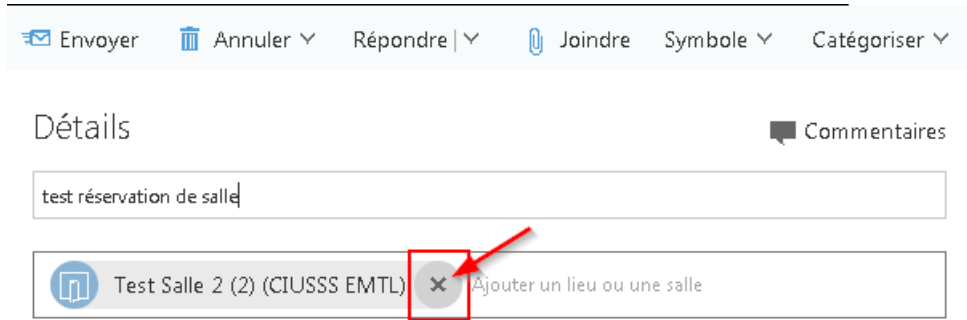 Envoyer Annuler Répondre Joindre Symbole Catégoriser
Détails
Commentaires
test réservation de salle
Test Salle 2 (2) (CIUSSS EMTL) Ajouter un lieu ou une salle